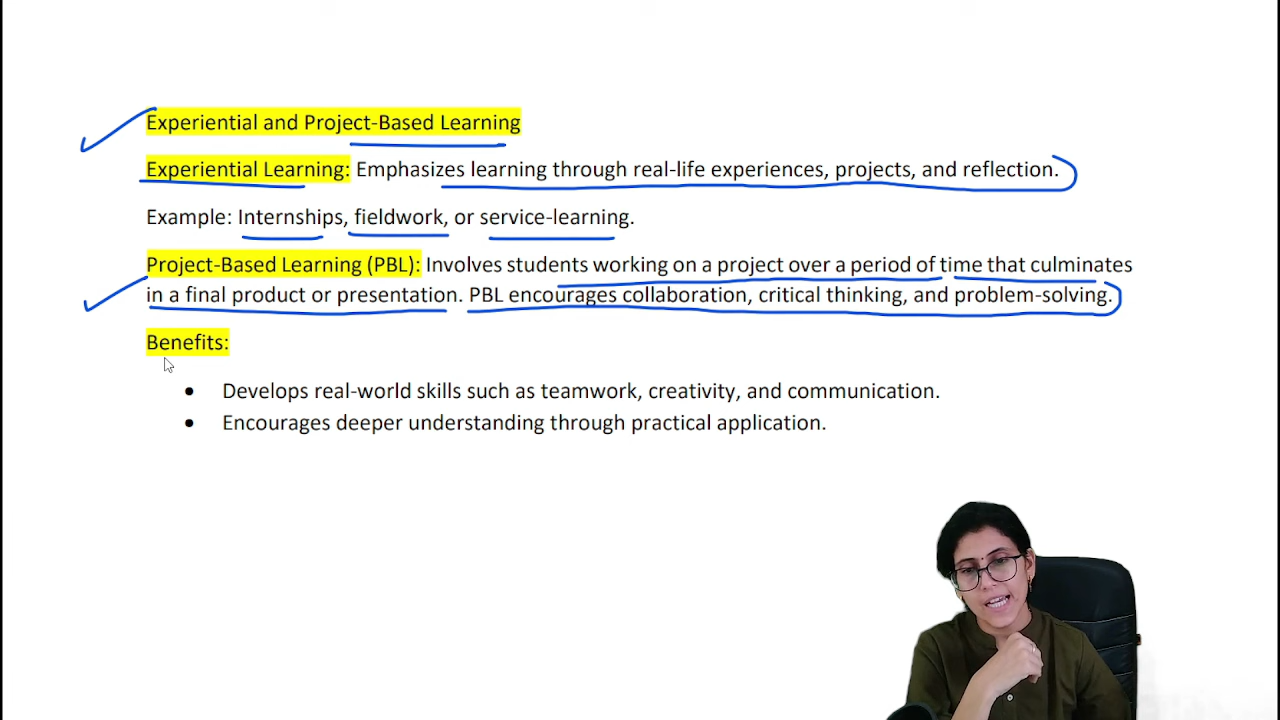 Experiential and Project-Based Learning
Experiential Learning: Emphasizes learning through real-life experiences, projects, and reflection.
Example: Internships, fieldwork, or service-learning.
Project-Based Learning (PBL): Involves students working on a project over a period of time that culminates
in a final product or presentation. PBL encourages collaboration, critical thinking, and problem-solving.
Benefits:
• Develops real-world skills such as teamwork, creativity, and communication.
• Encourages deeper understanding through practical application.